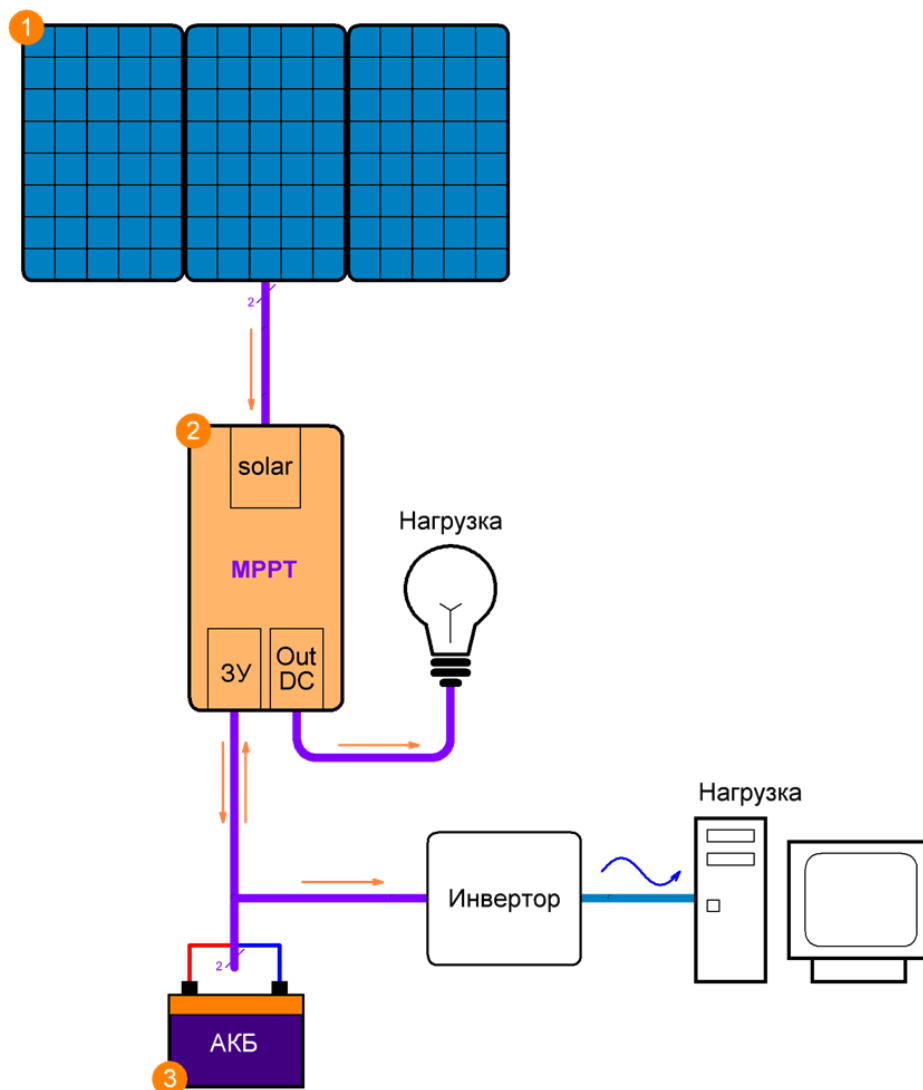 1
2
2
solar
Нагрузка
MPPT
ЗУ
Out
DC
Нагрузка
Инвертор
2
АКБ
3